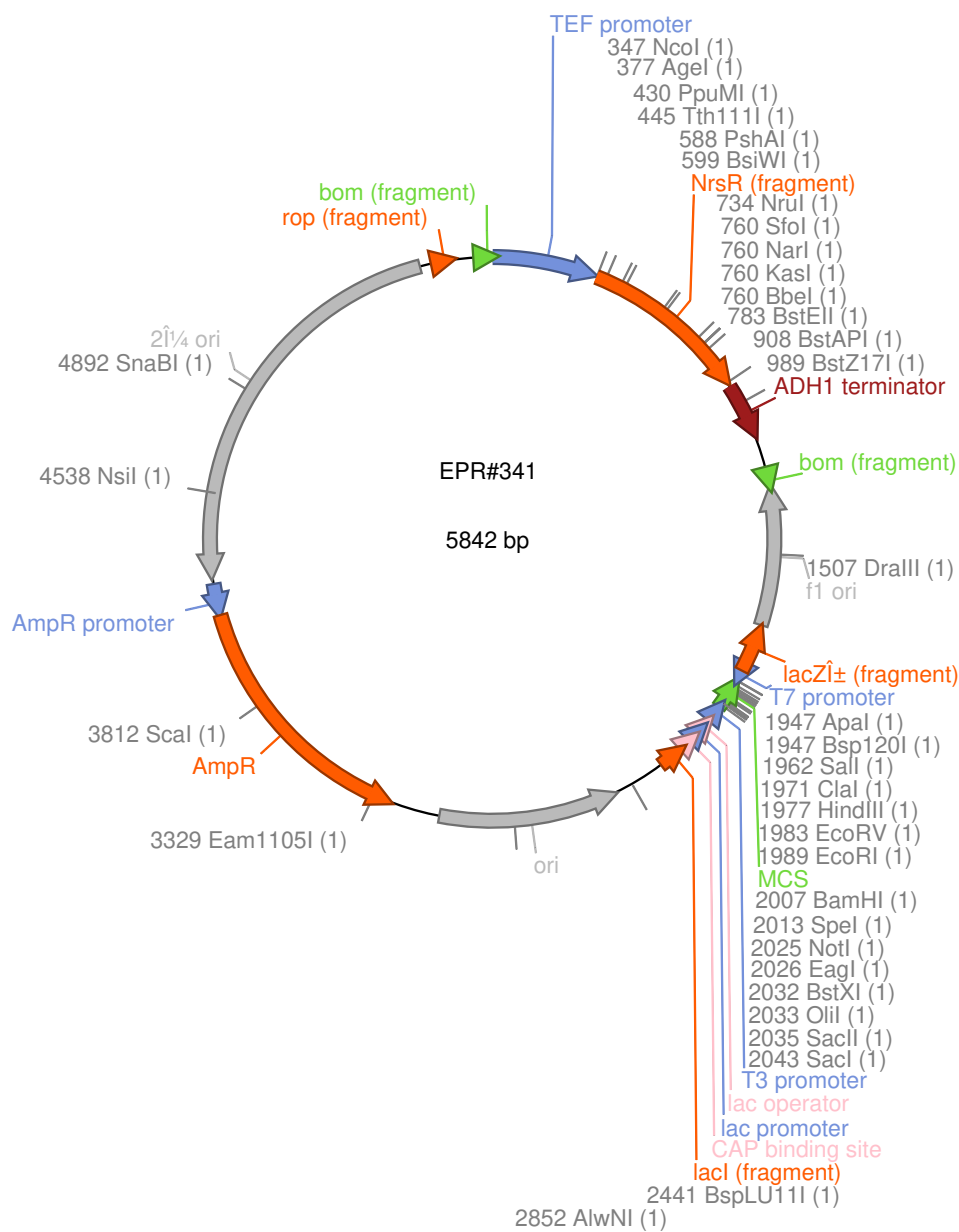 TEF promoter
347 NcoI (1)
377 AgeI (1)
430 PpuMI (1)
445 Tth111I (1)
588 PshAI (1)
599 BsiWI (1)
NrsR (fragment)
734 NruI (1)
760 SfoI (1)
760 NarI (1)
760 KasI (1)
760 BbeI (1)
783 BstEII (1)
908 BstAPI (1)
989 BstZ17I (1)
ADH1 terminator
bom (fragment)
rop (fragment)
2Î¼ ori
4892 SnaBI (1)
4538 NsiI (1)
EPR#341
5842 bp
bom (fragment)
1507 DraIII (1)
f1 ori
AmpR promoter
lacZÎ± (fragment)
T7 promoter
3812 ScaI (1)
AmpR
3329 Eam1105I (1)
ori
1947 ApaI (1)
1947 Bsp120I (1)
1962 SalI (1)
1971 ClaI (1)
1977 HindIII (1)
1983 EcoRV (1)
1989 EcoRI (1)
MCS
2007 BamHI (1)
2013 SpeI (1)
2025 NotI (1)
2026 EagI (1)
2032 BstXI (1)
2033 OliI (1)
2035 SacII (1)
2043 SacI (1)
T3 promoter
lac operator
lac promoter
CAP binding site
lacI (fragment)
2441 BspLU11I (1)
2852 AlwNI (1)